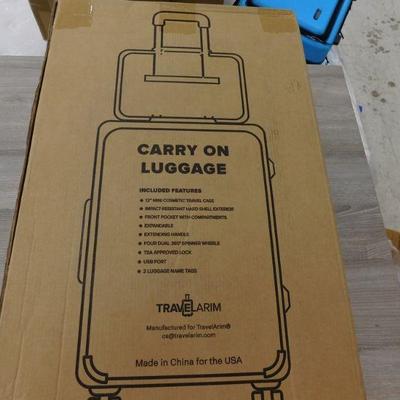 CARRY ON
LUGGAGE
INCLUDED FEATURES
• 12" MINI COSMETIC TRAVEL CASE
• IMPACT RESISTANT HARD SHELL EXTERIOR
• FRONT POCKET WITH COMPARTMENTS
• EXPANDABLE
• EXTENDING HANDLE
• FOUR DUAL 360° SPINNER WHEELS
• TSA APPROVED LOCK
• USB PORT
• 2 LUGGAGE NAME TAGS
TRAVELARIM
Manufactured for TravelArim®
cs@travelarim.com
Made in China for the USA